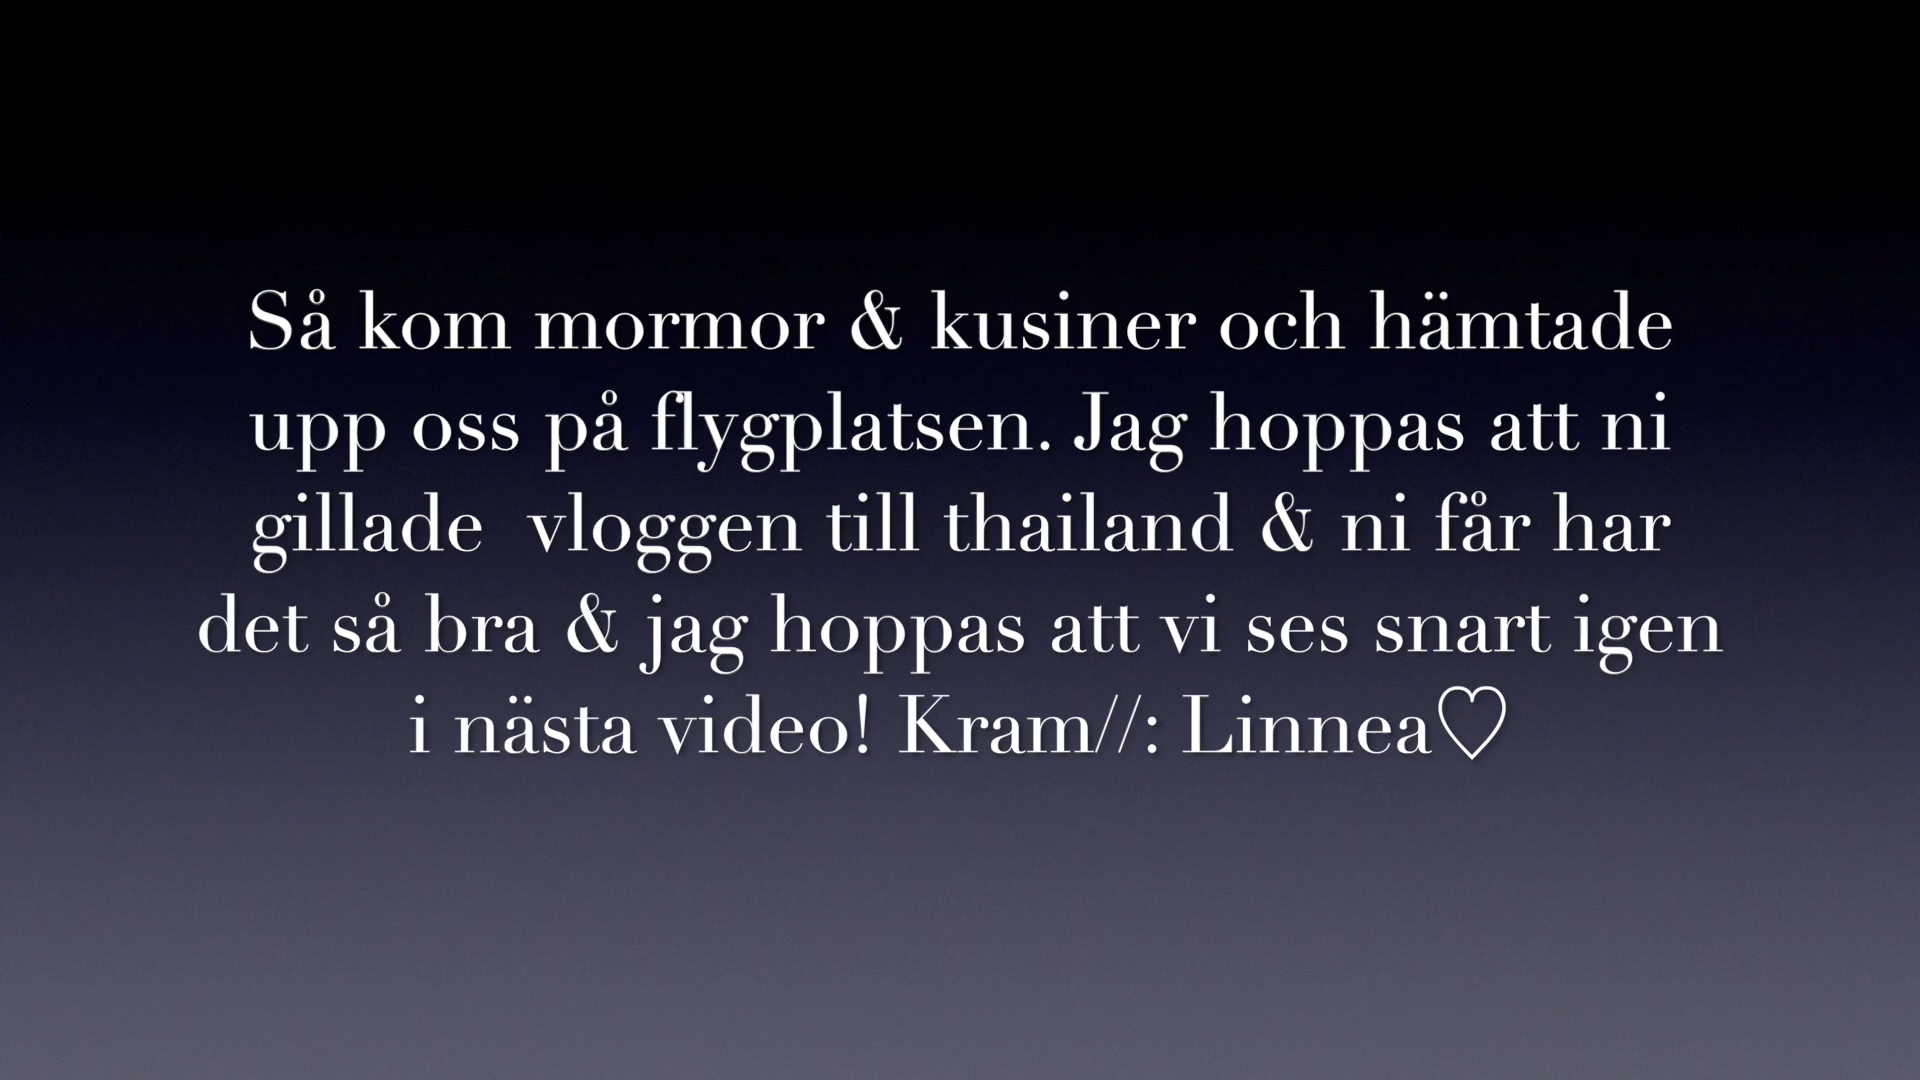 Så kom mormor & kusiner och hämtade
upp oss på flygplatsen. Jag hoppas att ni
gillade  vloggen till thailand & ni får har
det så bra & jag hoppas att vi ses snart igen
i nästa video! Kram//: Linnea♡